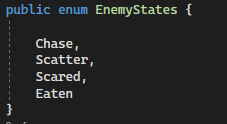 public enum EnemyStates {
Chase,
Scatter,
Scared,
Eaten
}